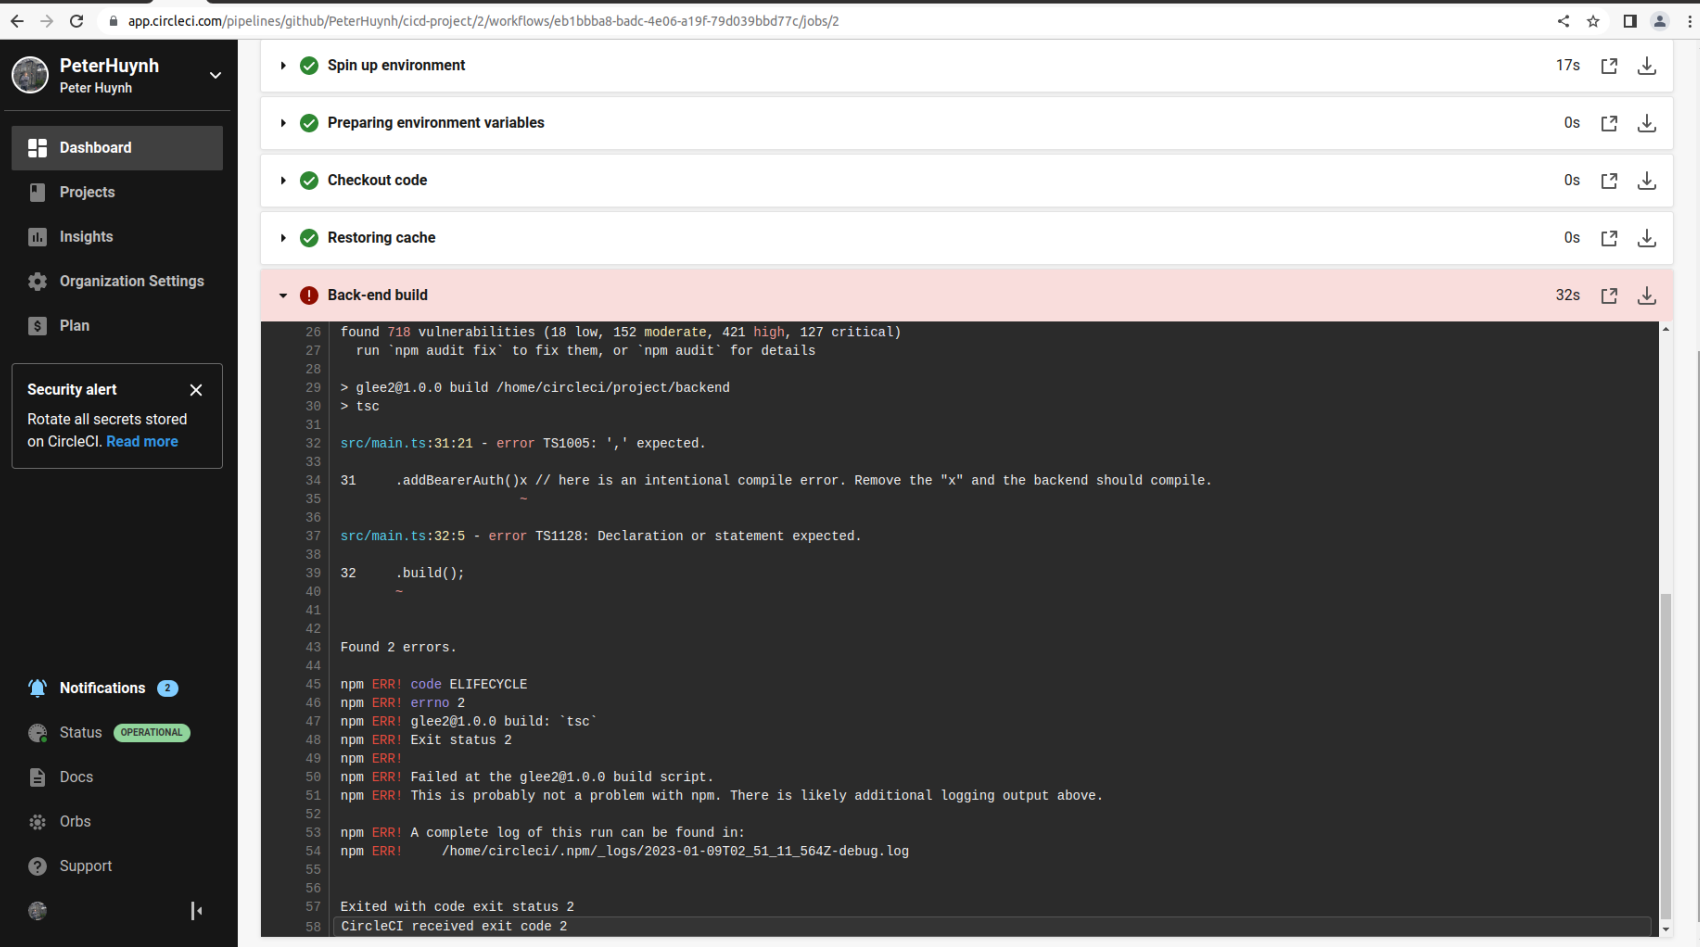 app.circleci.com/pipelines/github/PeterHuynh/cicd-project/2/workflows/eb1bbba8-badc-4e06-a19f-79d039bbd77c/jobs/2
PeterHuynh
Peter Huynh
Dashboard
Projects
Insights
Organization Settings
Plan
Security alert
Rotate all secrets stored
on CircleCI. Read more
Notifications 2
Status OPERATIONAL
Docs
Orbs
Support
Spin up environment 17s
Preparing environment variables 0s
Checkout code 0s
Restoring cache 0s
Back-end build 32s
26 found 718 vulnerabilities (18 low, 152 moderate, 421 high, 127 critical)
27   run `npm audit fix` to fix them, or `npm audit` for details
28
29 > glee2@1.0.0 build /home/circleci/project/backend
30 > tsc
31
32 src/main.ts:31:21 - error TS1005: ',' expected.
33
34 31     .addBearerAuth()x // here is an intentional compile error. Remove the "x" and the backend should compile.
35                        ~
36
37 src/main.ts:32:5 - error TS1128: Declaration or statement expected.
38
39 32     .build();
40        ~
41
42
43 Found 2 errors.
44
45 npm ERR! code ELIFECYCLE
46 npm ERR! errno 2
47 npm ERR! glee2@1.0.0 build: `tsc`
48 npm ERR! Exit status 2
49 npm ERR!
50 npm ERR! Failed at the glee2@1.0.0 build script.
51 npm ERR! This is probably not a problem with npm. There is likely additional logging output above.
52
53 npm ERR! A complete log of this run can be found in:
54 npm ERR!     /home/circleci/.npm/_logs/2023-01-09T02_51_11_564Z-debug.log
55
56
57 Exited with code exit status 2
58 CircleCI received exit code 2